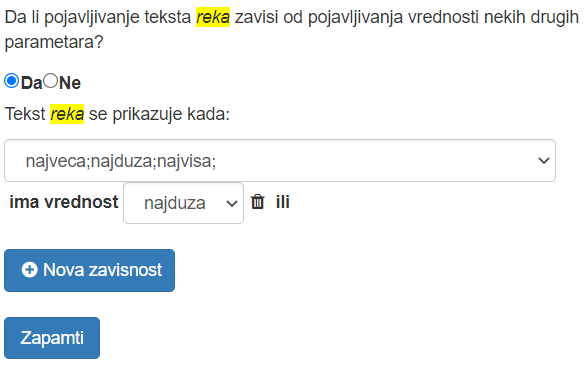 Da li pojavljivanje teksta reka zavisi od pojavljivanja vrednosti nekih drugih
parametara?
Da Ne
Tekst reka se prikazuje kada:
najveca;najduza;najvisa;
ima vrednost najduza ili
Nova zavisnost
Zapamti